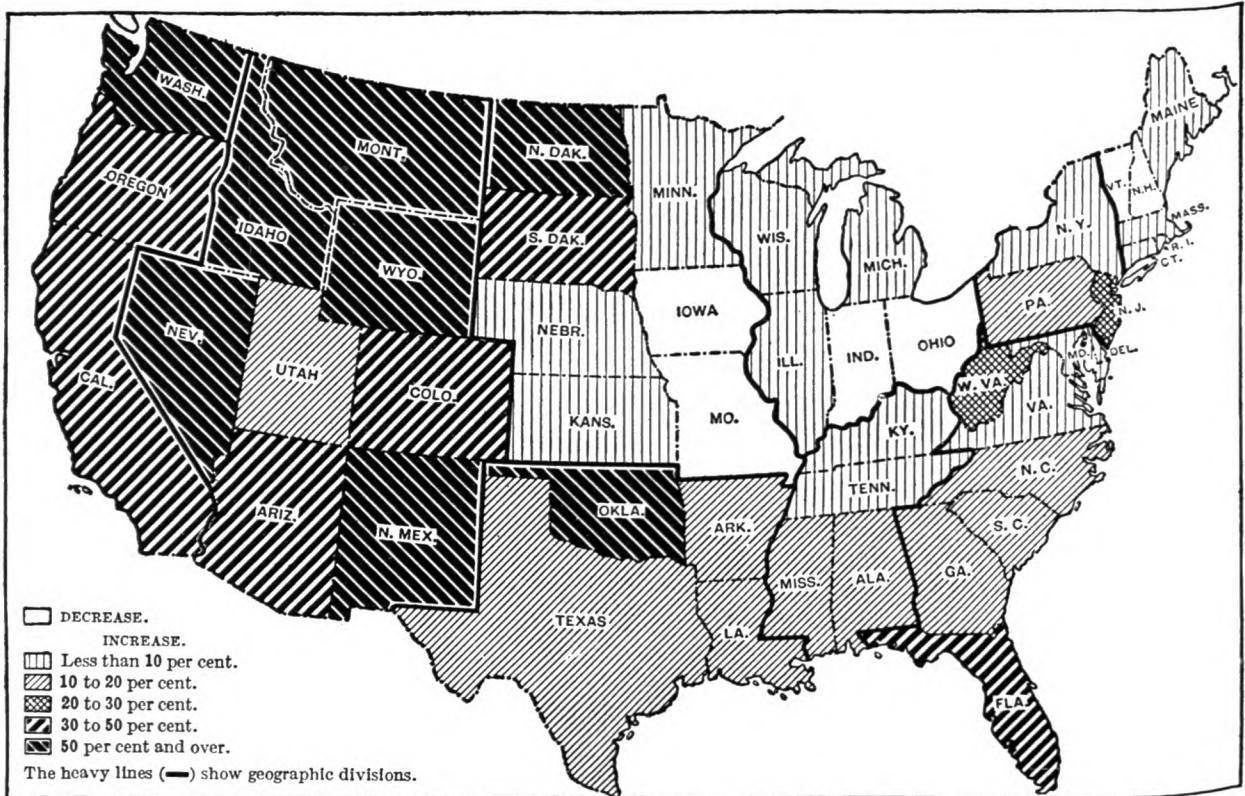 WASH.
MONT.
N. DAK.
MINN.
MAINE
OREGON
IDAHO
S. DAK.
WIS.
MICH.
N. Y.
VT.
N.H.
MASS.
R. I.
CT.
WYO.
IOWA
PA.
N. J.
NEV.
NEBR.
ILL.
IND.
OHIO
MD.
DEL.
UTAH
COLO.
W. VA.
VA.
CAL.
KANS.
MO.
KY.
N. C.
TENN.
ARIZ.
N. MEX.
OKLA.
ARK.
S. C.
MISS.
ALA.
GA.
TEXAS
LA.
FLA.
DECREASE.
INCREASE.
Less than 10 per cent.
10 to 20 per cent.
20 to 30 per cent.
30 to 50 per cent.
50 per cent and over.
The heavy lines (━) show geographic divisions.